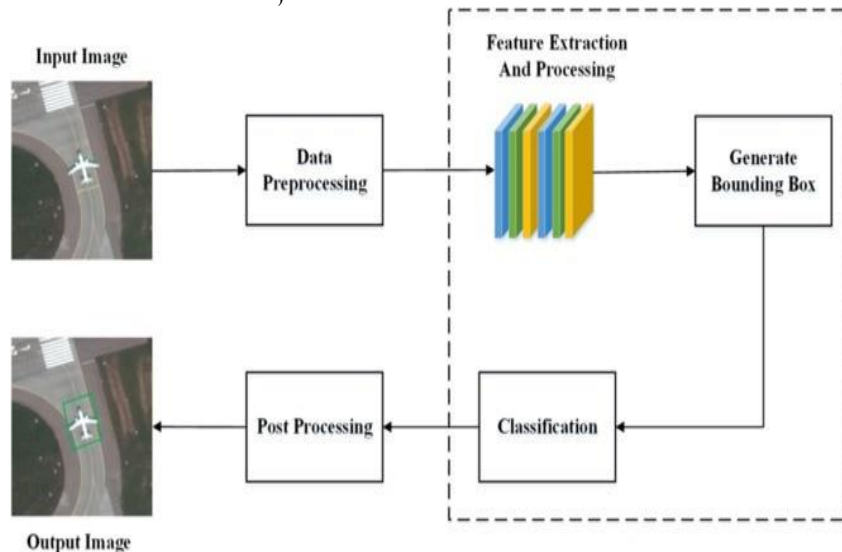 Input Image
Feature Extraction
And Processing
Data
Preprocessing
Generate
Bounding Box
Post Processing
Classification
Output Image